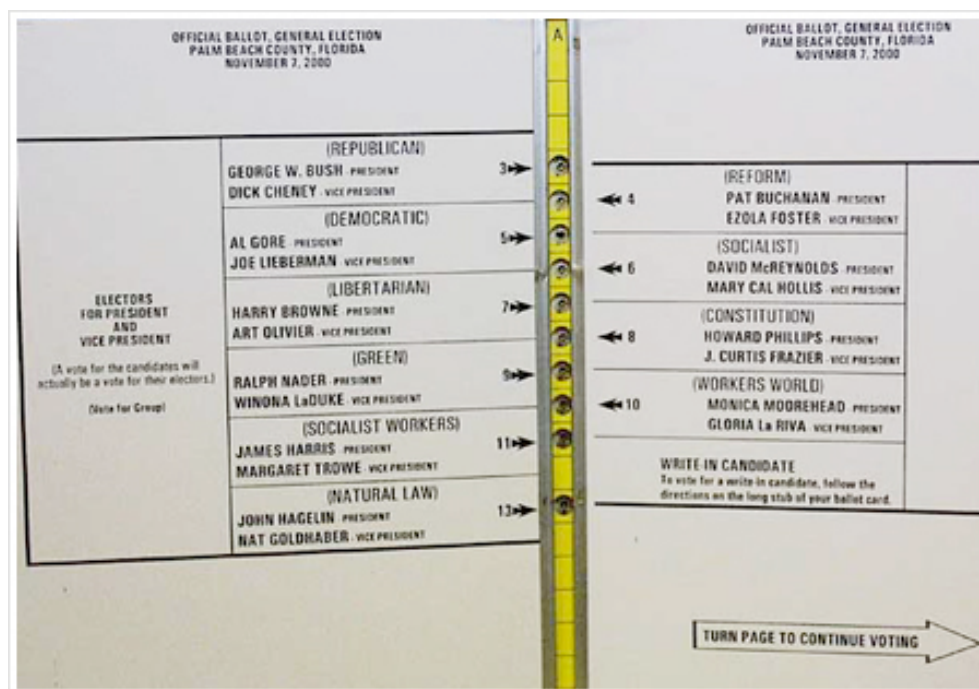 OFFICIAL BALLOT, GENERAL ELECTION
PALM BEACH COUNTY, FLORIDA
NOVEMBER 7, 2000
ELECTORS
FOR PRESIDENT
AND
VICE PRESIDENT
(A vote for the candidates will
actually be a vote for their electors.)
(Vote for Group)
(REPUBLICAN)
GEORGE W. BUSH - PRESIDENT
DICK CHENEY - VICE PRESIDENT
3
(DEMOCRATIC)
AL GORE - PRESIDENT
JOE LIEBERMAN - VICE PRESIDENT
5
(LIBERTARIAN)
HARRY BROWNE - PRESIDENT
ART OLIVIER - VICE PRESIDENT
7
(GREEN)
RALPH NADER - PRESIDENT
WINONA LaDUKE - VICE PRESIDENT
9
(SOCIALIST WORKERS)
JAMES HARRIS - PRESIDENT
MARGARET TROWE - VICE PRESIDENT
11
(NATURAL LAW)
JOHN HAGELIN - PRESIDENT
NAT GOLDHABER - VICE PRESIDENT
13
A
OFFICIAL BALLOT, GENERAL ELECTION
PALM BEACH COUNTY, FLORIDA
NOVEMBER 7, 2000
(REFORM)
4 PAT BUCHANAN - PRESIDENT
EZOLA FOSTER - VICE PRESIDENT
(SOCIALIST)
6 DAVID McREYNOLDS - PRESIDENT
MARY CAL HOLLIS - VICE PRESIDENT
(CONSTITUTION)
8 HOWARD PHILLIPS - PRESIDENT
J. CURTIS FRAZIER - VICE PRESIDENT
(WORKERS WORLD)
10 MONICA MOOREHEAD - PRESIDENT
GLORIA La RIVA - VICE PRESIDENT
WRITE-IN CANDIDATE
To vote for a write-in candidate, follow the
directions on the long stub of your ballot card.
TURN PAGE TO CONTINUE VOTING